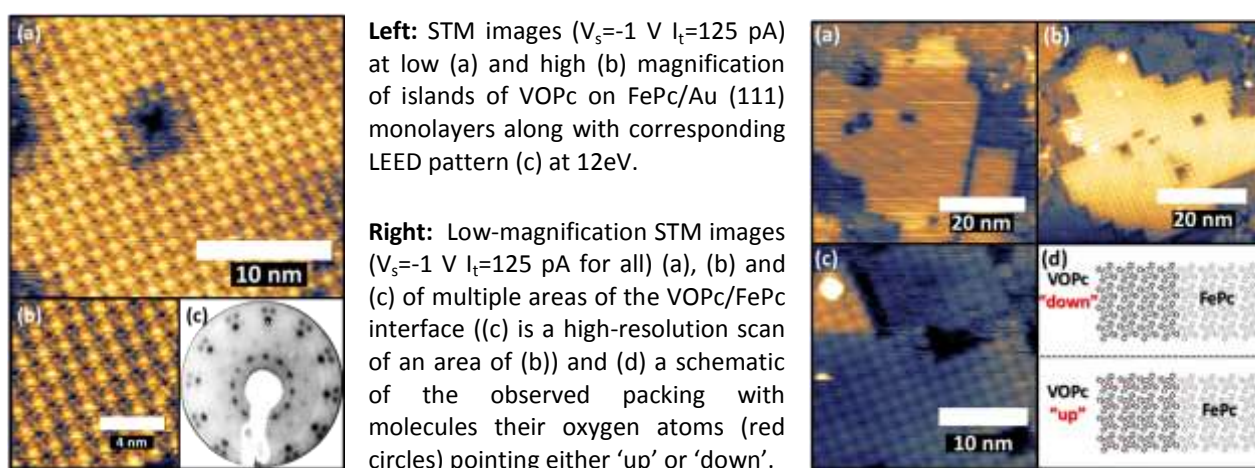 (a)
10 nm
(b)
4 nm
(c)
Left: STM images (Vs=-1 V It=125 pA)
at low (a) and high (b) magnification
of islands of VOPc on FePc/Au (111)
monolayers along with corresponding
LEED pattern (c) at 12eV.
Right: Low-magnification STM images
(Vs=-1 V It=125 pA for all) (a), (b) and
(c) of multiple areas of the VOPc/FePc
interface ((c) is a high-resolution scan
of an area of (b)) and (d) a schematic
of the observed packing with
molecules their oxygen atoms (red
circles) pointing either ‘up’ or ‘down’.
(a)
20 nm
(b)
20 nm
(c)
10 nm
(d)
VOPc
"down"
FePc
VOPc
"up"
FePc